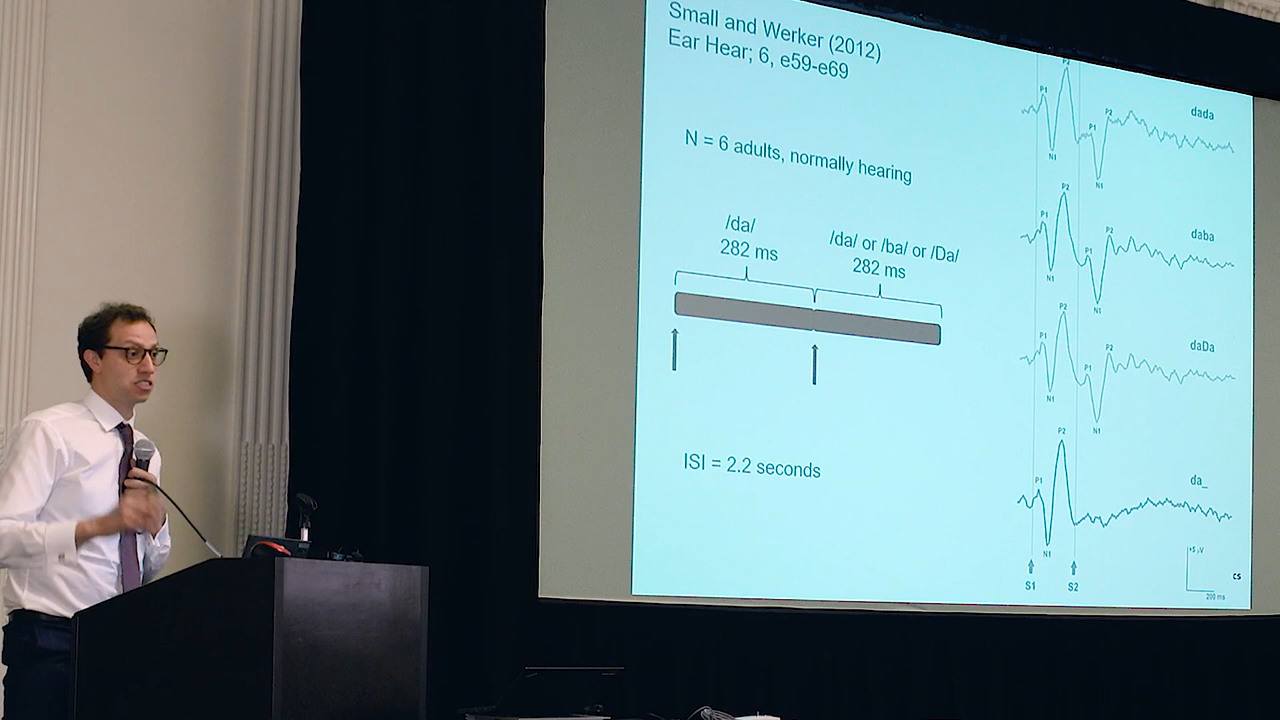 Small and Werker (2012)
Ear Hear; 6, e59-e69
N = 6 adults, normally hearing
/da/
282 ms
/da/ or /ba/ or /Da/
282 ms
ISI = 2.2 seconds
P1
P2
N1
P1
P2
N1
dada
P1
P2
N1
P1
P2
N1
daba
P1
P2
N1
P1
P2
N1
daDa
P1
P2
N1
da_
S1
S2
+5 µV
200 ms
CS